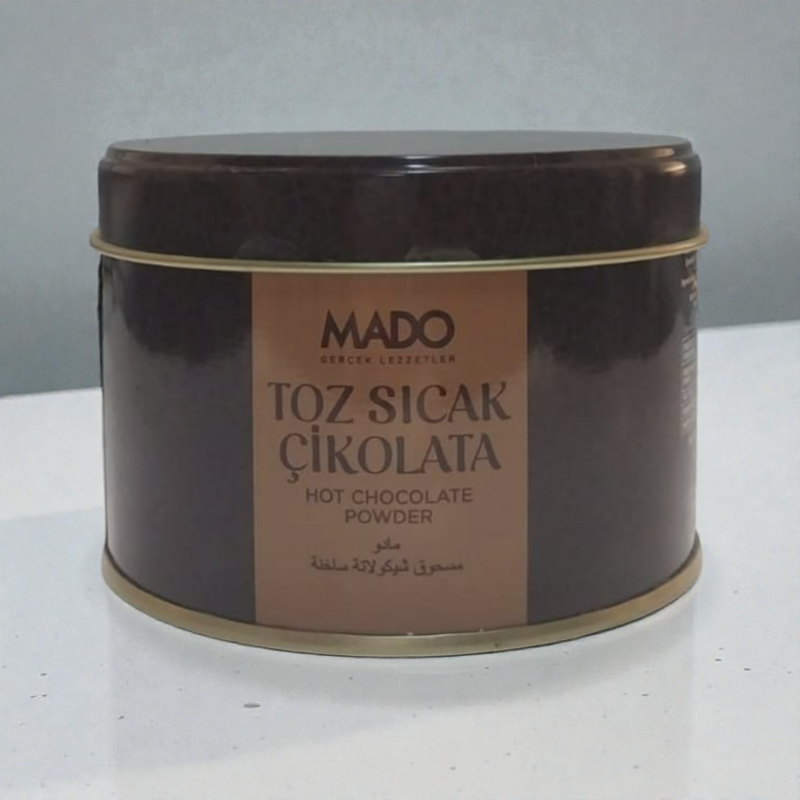 MADO
GERÇEK LEZZETLER
TOZ SICAK
ÇİKOLATA
HOT CHOCOLATE
POWDER
مادو
مسحوق شيكولاتة ساخنة